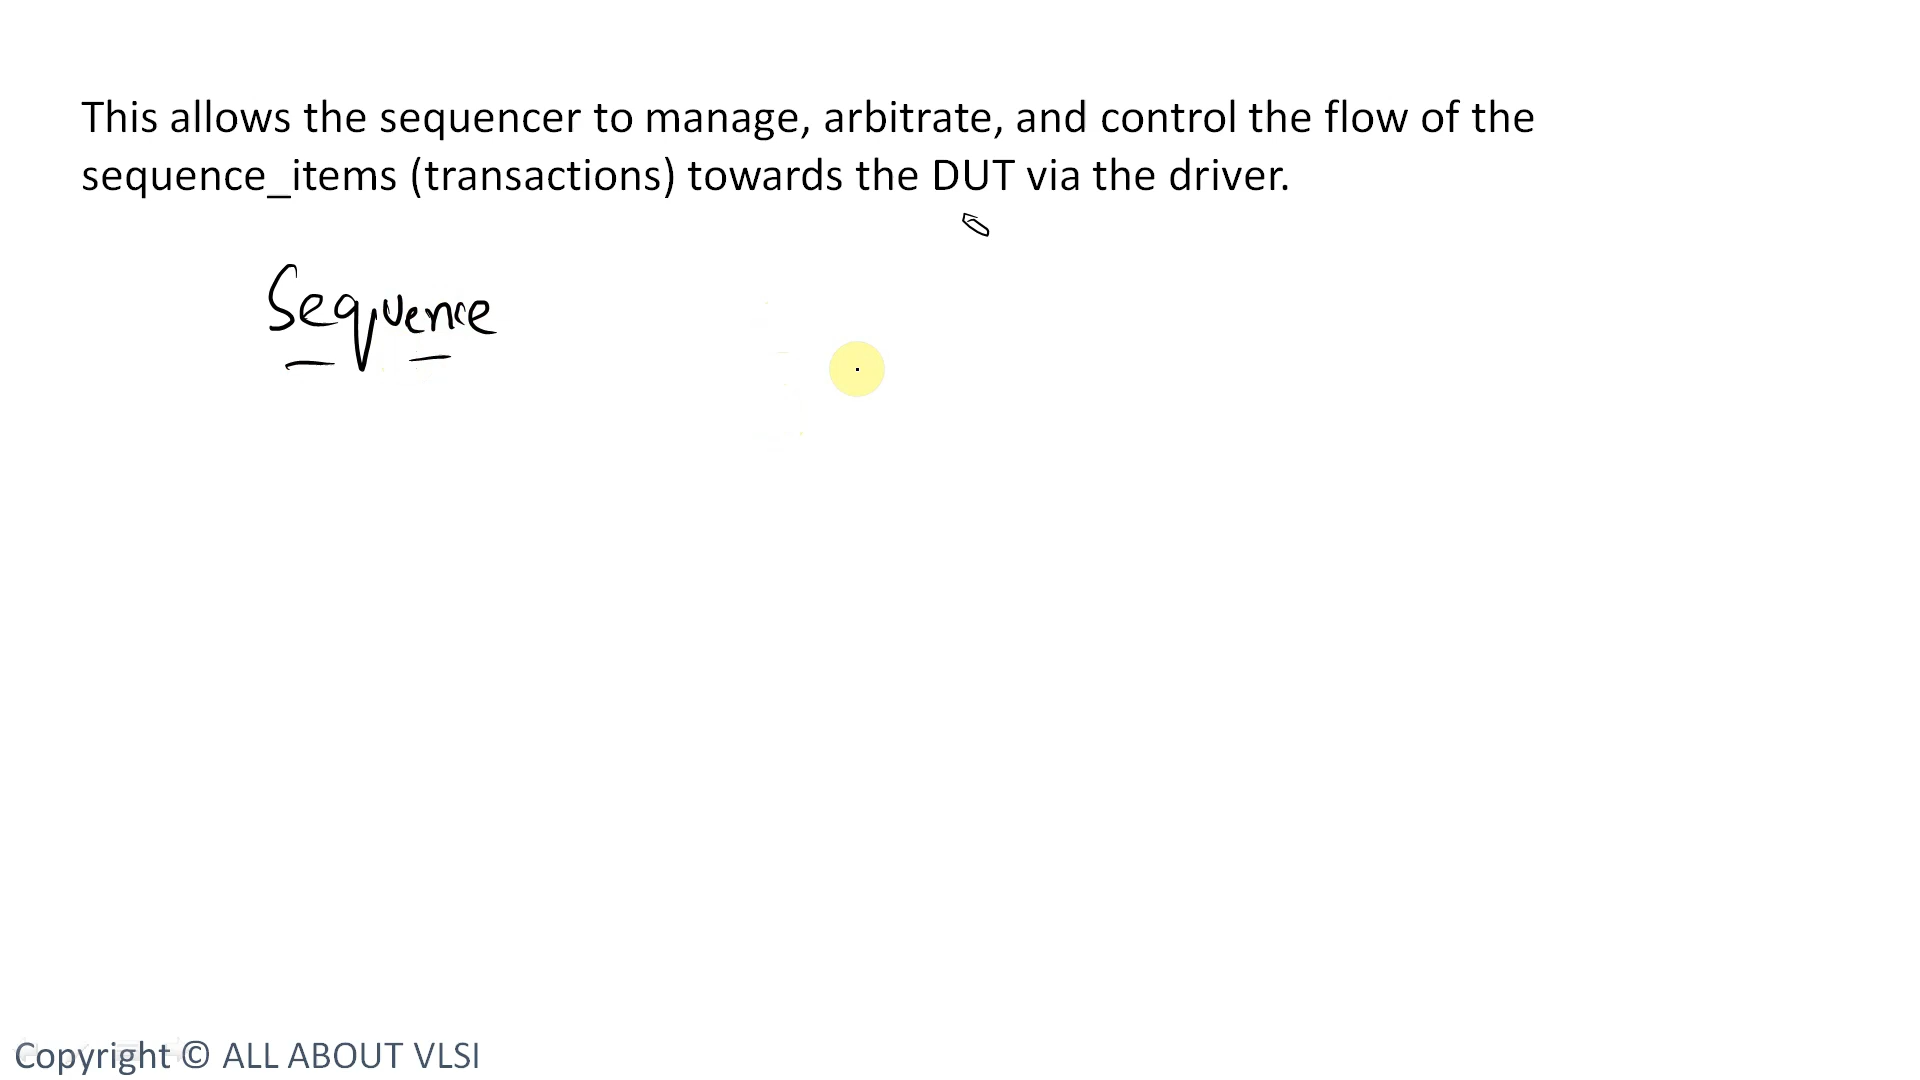 This allows the sequencer to manage, arbitrate, and control the flow of the
sequence_items (transactions) towards the DUT via the driver.
Sequence
Copyright © ALL ABOUT VLSI